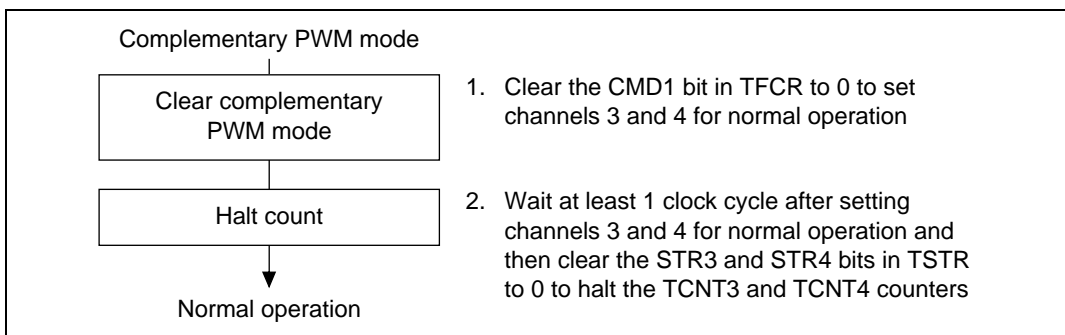 Complementary PWM mode
Clear complementary
PWM mode
1. Clear the CMD1 bit in TFCR to 0 to set
channels 3 and 4 for normal operation
Halt count
2. Wait at least 1 clock cycle after setting
channels 3 and 4 for normal operation and
then clear the STR3 and STR4 bits in TSTR
to 0 to halt the TCNT3 and TCNT4 counters
Normal operation